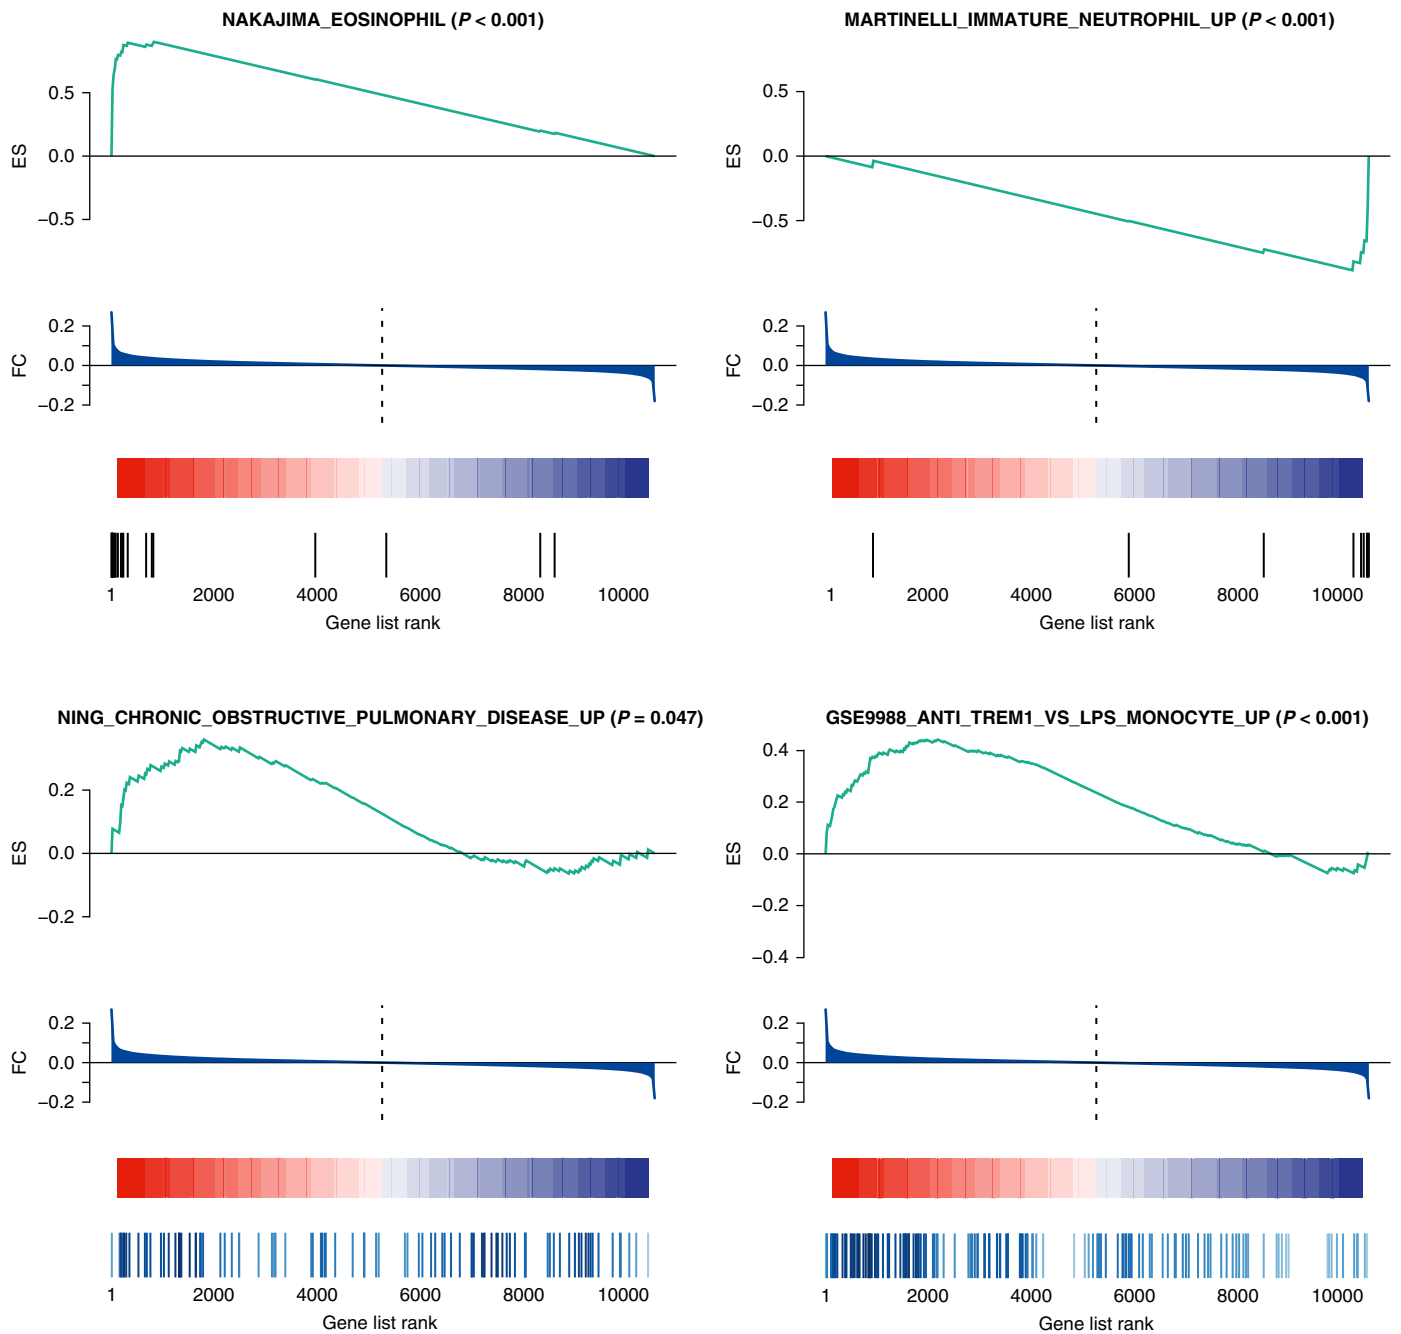 NAKAJIMA_EOSINOPHIL (P < 0.001)
ES
0.5
0.0
−0.5
FC
0.2
0.0
−0.2
1 2000 4000 6000 8000 10000
Gene list rank
MARTINELLI_IMMATURE_NEUTROPHIL_UP (P < 0.001)
ES
0.5
0.0
−0.5
FC
0.2
0.0
−0.2
1 2000 4000 6000 8000 10000
Gene list rank
NING_CHRONIC_OBSTRUCTIVE_PULMONARY_DISEASE_UP (P = 0.047)
ES
0.2
0.0
−0.2
FC
0.2
0.0
−0.2
1 2000 4000 6000 8000 10000
Gene list rank
GSE9988_ANTI_TREM1_VS_LPS_MONOCYTE_UP (P < 0.001)
ES
0.4
0.2
0.0
−0.2
−0.4
FC
0.2
0.0
−0.2
1 2000 4000 6000 8000 10000
Gene list rank